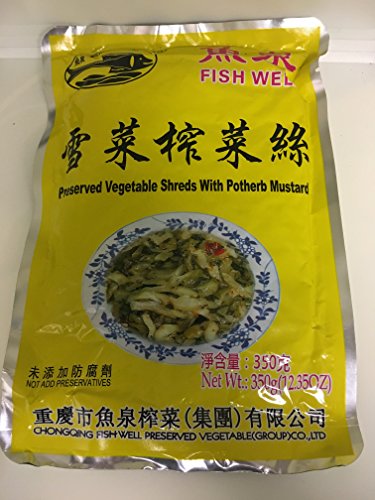 魚泉
FISH WEL
雪菜榨菜絲
Preserved Vegetable Shreds With Potherb Mustard
淨含量：350克
Net Wt.: 350g(12.35OZ)
未添加防腐劑
NOT ADD PRESERVATIVES
重慶市魚泉榨菜(集團)有限公司
CHONGQING FISH WELL PRESERVED VEGETABLE(GROUP)CO.,LTD